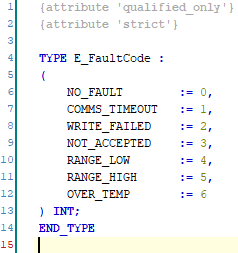 1 {attribute 'qualified_only'}
2 {attribute 'strict'}
3
4 TYPE E_FaultCode :
5 (
6 NO_FAULT := 0,
7 COMMS_TIMEOUT := 1,
8 WRITE_FAILED := 2,
9 NOT_ACCEPTED := 3,
10 RANGE_LOW := 4,
11 RANGE_HIGH := 5,
12 OVER_TEMP := 6
13 ) INT;
14 END_TYPE
15